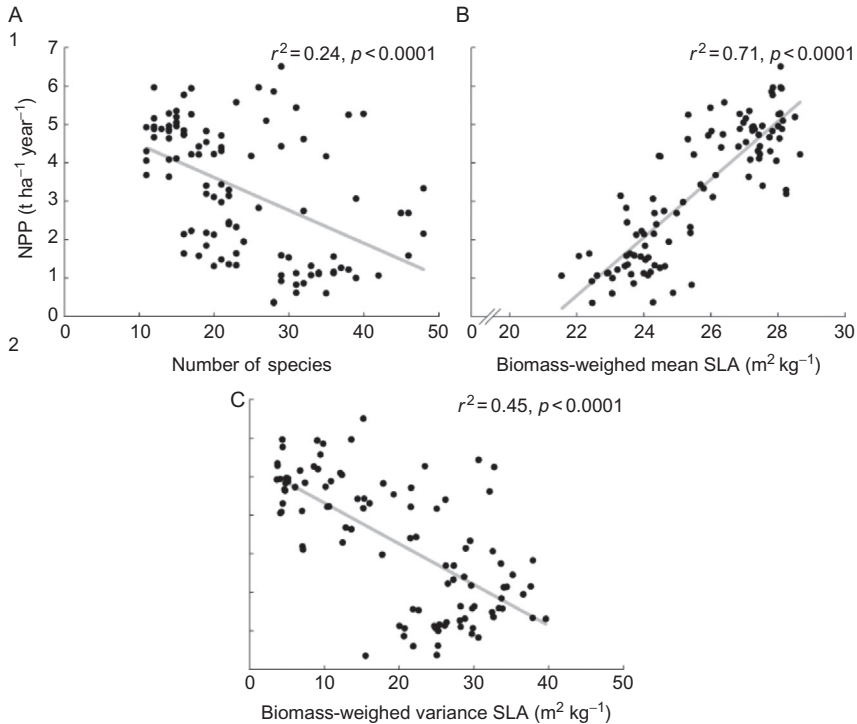 A
1
r² = 0.24, p < 0.0001
7
6
5
4
3
2
1
0
NPP (t ha⁻¹ year⁻¹)
0 10 20 30 40 50
Number of species
B
r² = 0.71, p < 0.0001
0 20 22 24 26 28 30
Biomass-weighed mean SLA (m² kg⁻¹)
2
C
r² = 0.45, p < 0.0001
0 10 20 30 40 50
Biomass-weighed variance SLA (m² kg⁻¹)